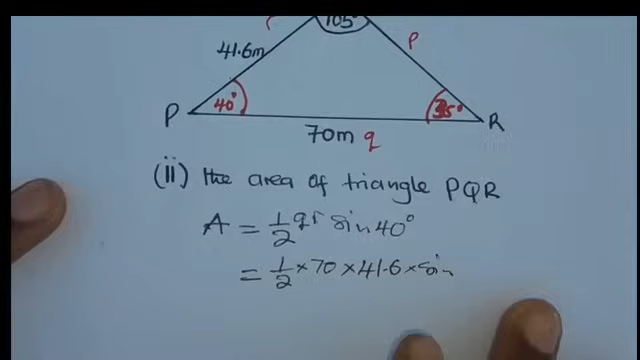 105°
r
41.6m
p
40°
35°
P
R
70m q
(ii) the area of triangle PQR
A = 1/2 qr sin 40°
= 1/2 × 70 × 41.6 × sin